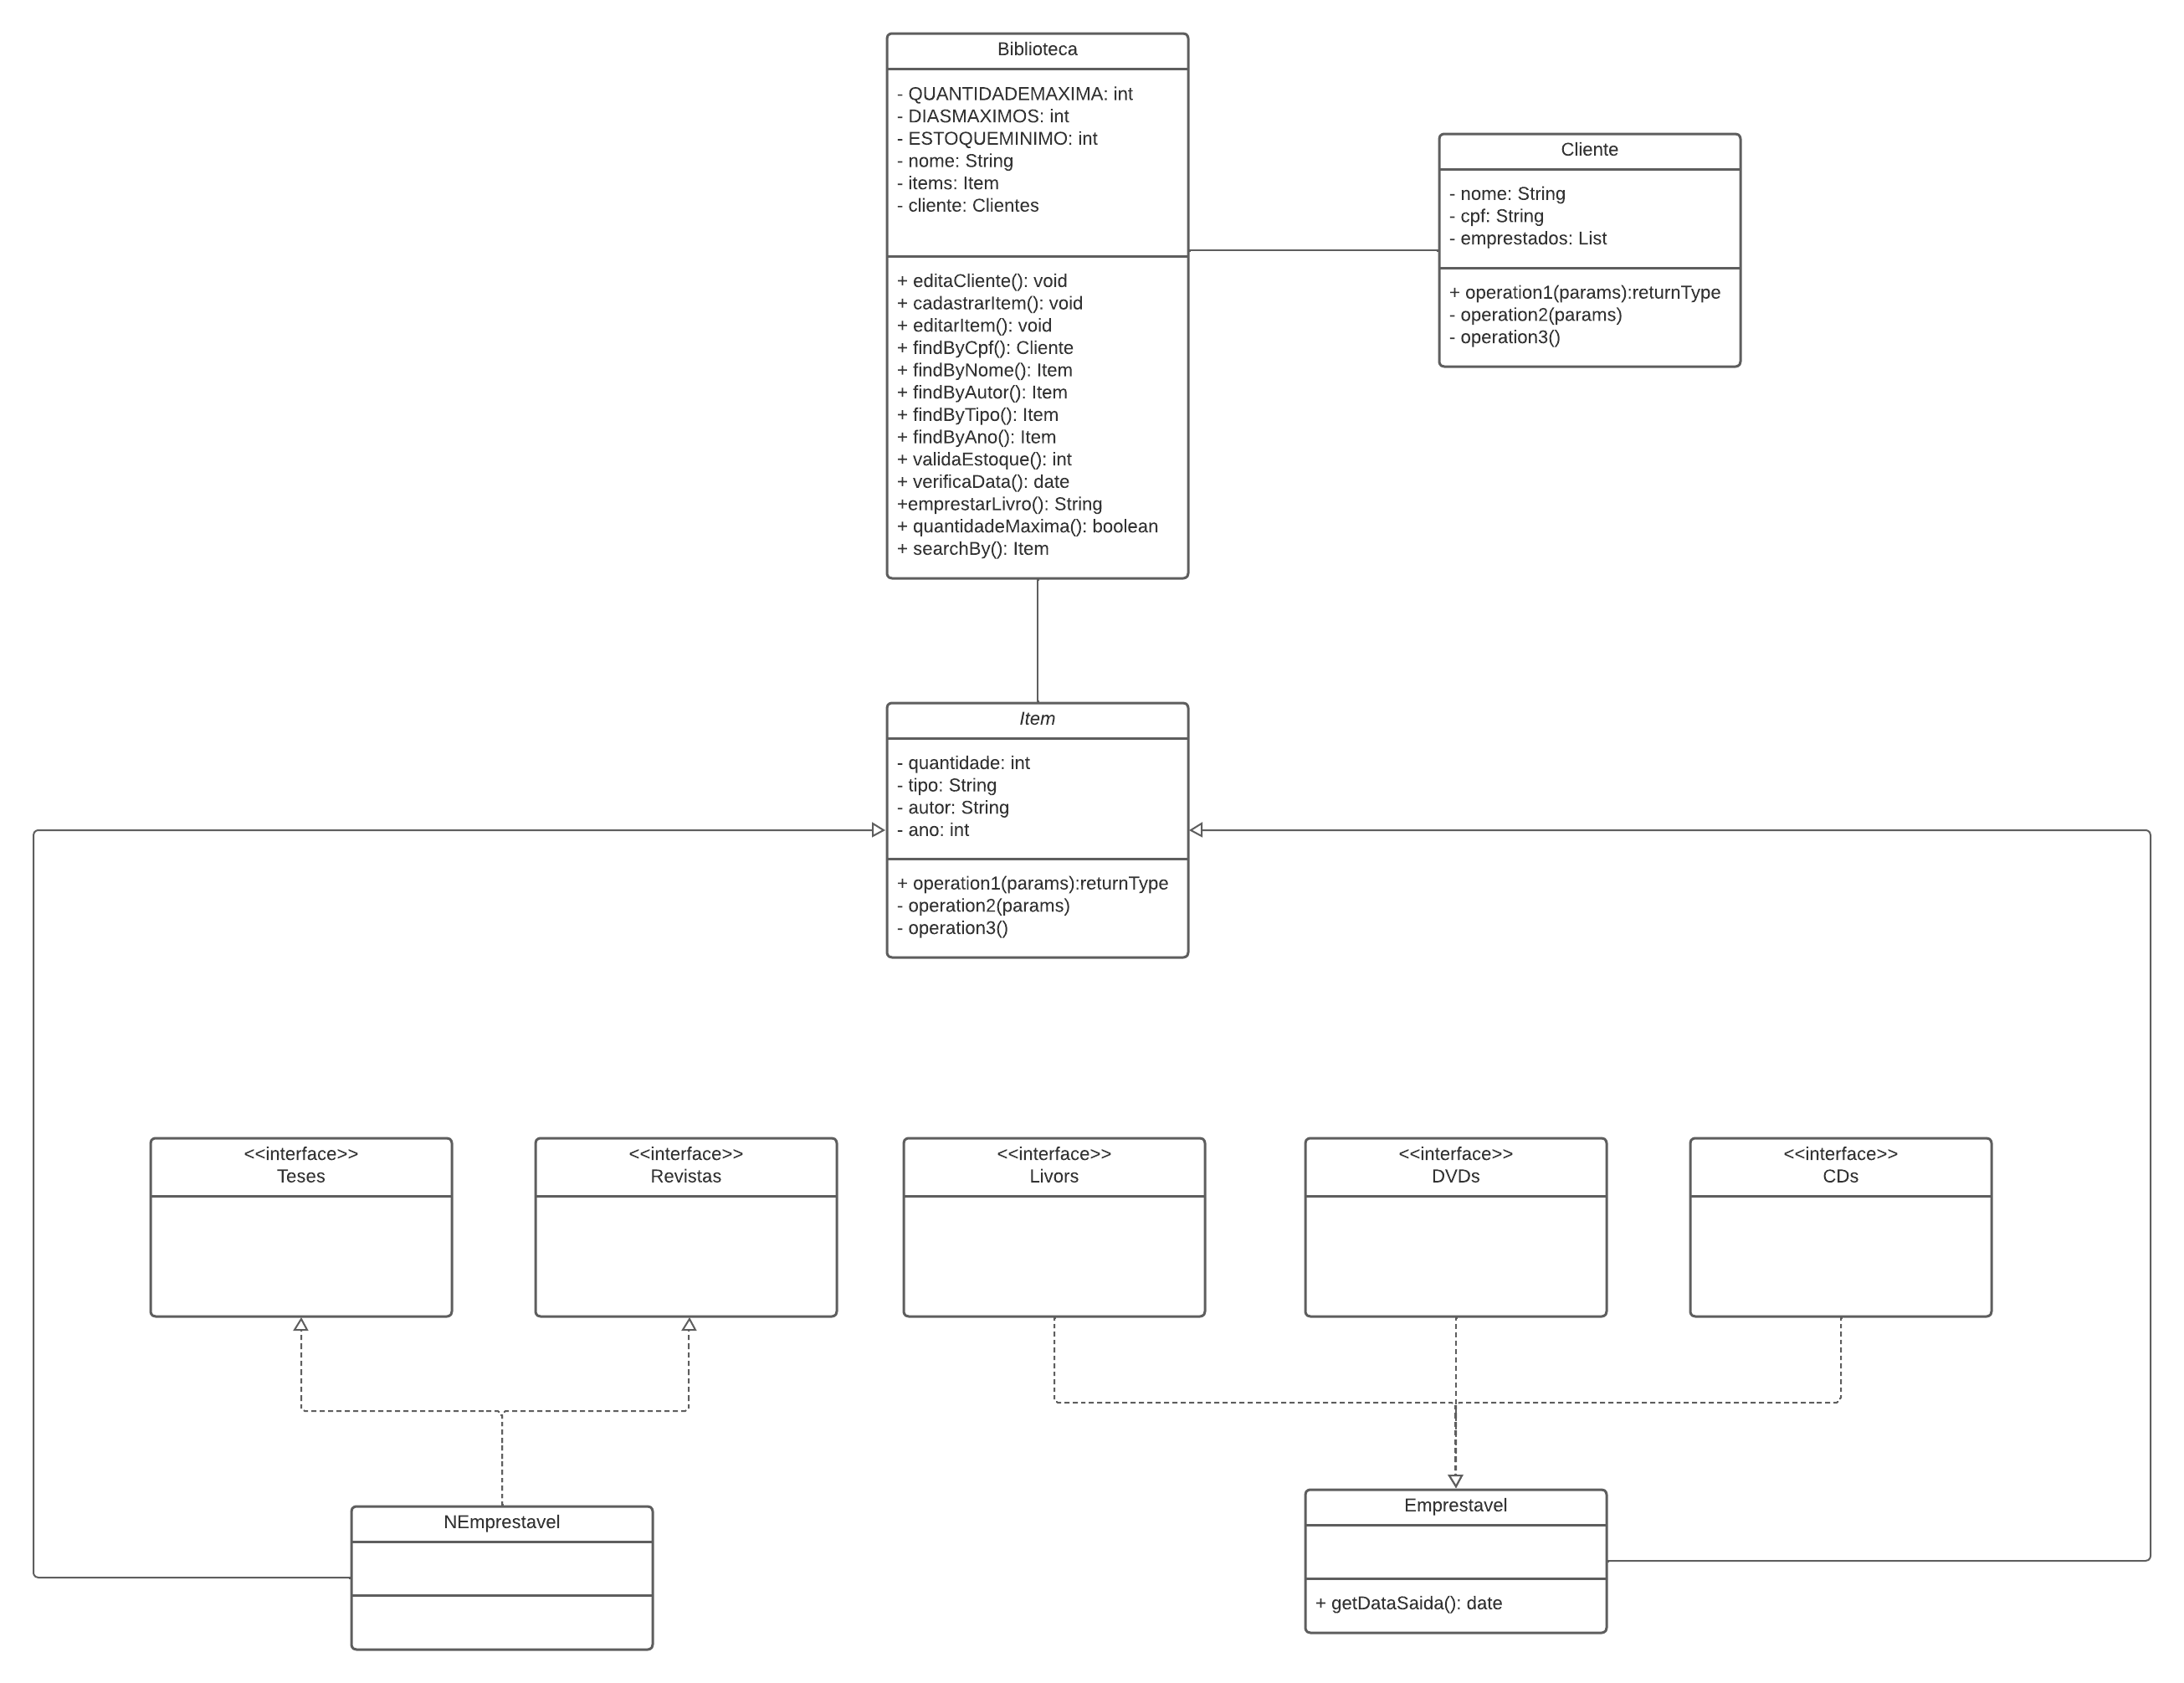 Biblioteca
- QUANTIDADEMAXIMA: int
- DIASMAXIMOS: int
- ESTOQUEMINIMO: int
- nome: String
- items: Item
- cliente: Clientes
+ editaCliente(): void
+ cadastrarItem(): void
+ editarItem(): void
+ findByCpf(): Cliente
+ findByNome(): Item
+ findByAutor(): Item
+ findByTipo(): Item
+ findByAno(): Item
+ validaEstoque(): int
+ verificaData(): date
+emprestarLivro(): String
+ quantidadeMaxima(): boolean
+ searchBy(): Item
Cliente
- nome: String
- cpf: String
- emprestados: List
+ operation1(params):returnType
- operation2(params)
- operation3()
Item
- quantidade: int
- tipo: String
- autor: String
- ano: int
+ operation1(params):returnType
- operation2(params)
- operation3()
<<interface>>
Teses
<<interface>>
Revistas
<<interface>>
Livors
<<interface>>
DVDs
<<interface>>
CDs
NEmprestavel
Emprestavel
+ getDataSaida(): date